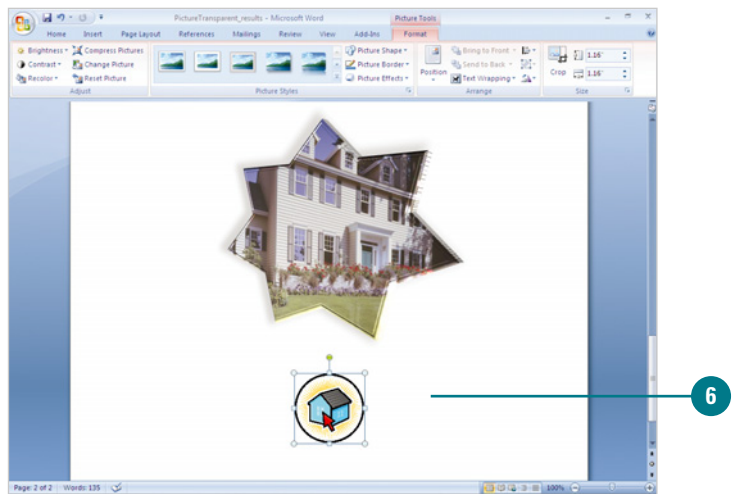 PictureTransparent_results - Microsoft Word
Picture Tools
Home Insert Page Layout References Mailings Review View Add-Ins Format
Brightness Compress Pictures
Contrast Change Picture
Recolor Reset Picture
Adjust
Picture Styles
Picture Shape
Picture Border
Picture Effects
Position
Bring to Front
Send to Back
Text Wrapping
Arrange
Crop
1.16"
1.16"
Size
6
Page: 2 of 2 Words: 135
100%